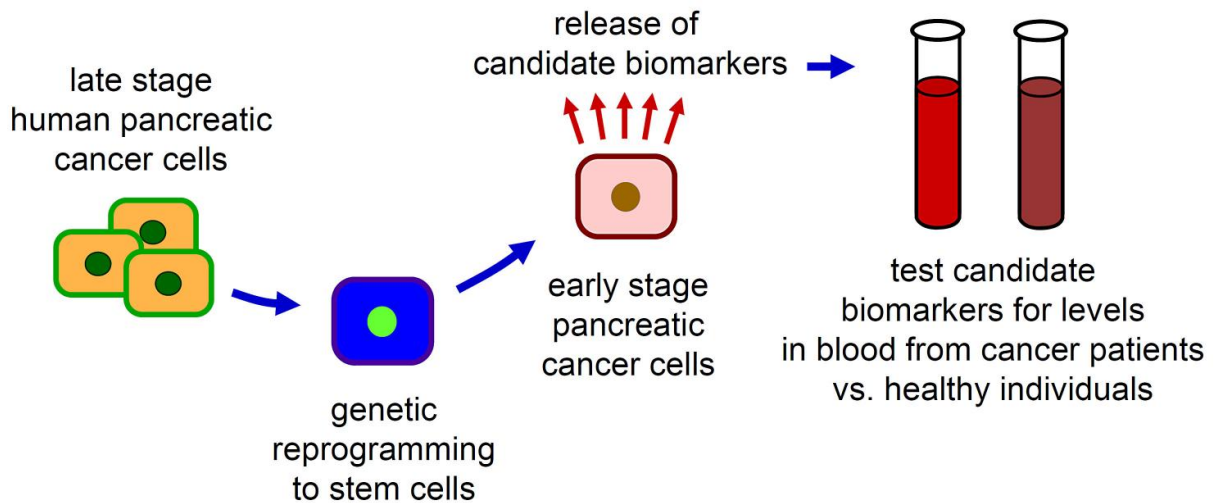 late stage
human pancreatic
cancer cells
genetic
reprogramming
to stem cells
early stage
pancreatic
cancer cells
release of
candidate biomarkers
test candidate
biomarkers for levels
in blood from cancer patients
vs. healthy individuals